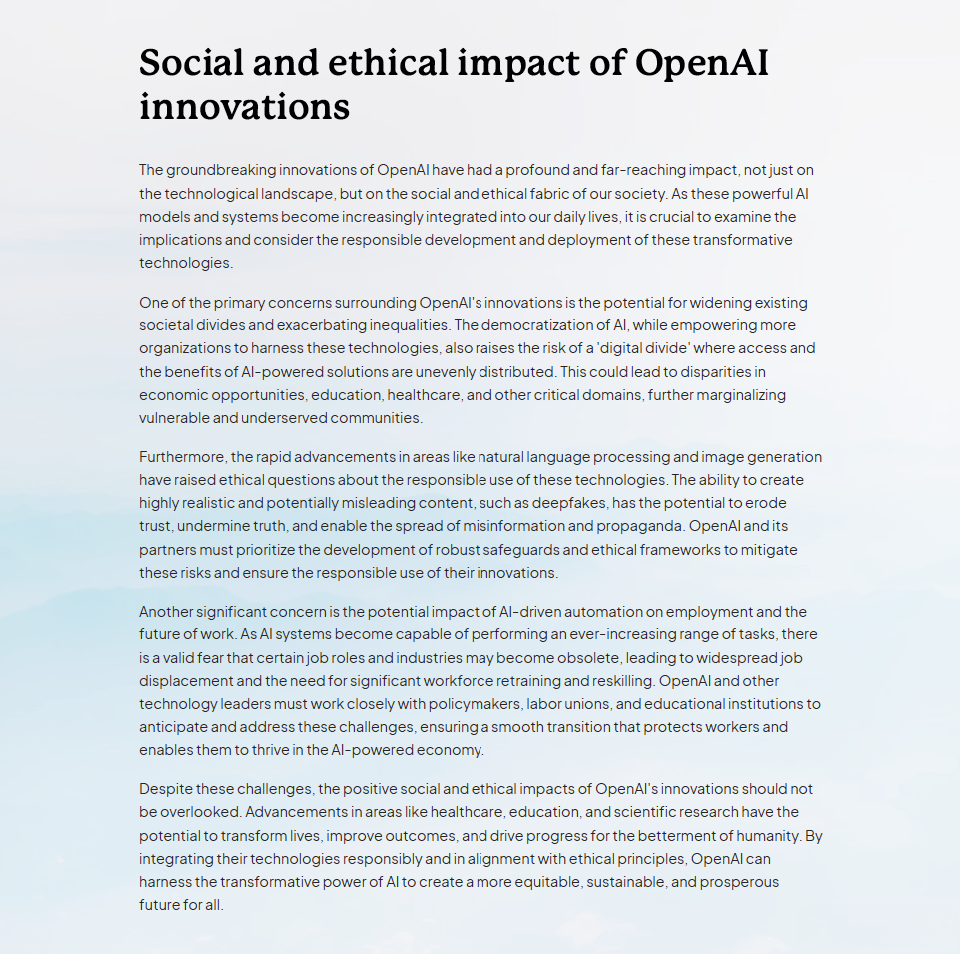 Social and ethical impact of OpenAI
innovations
The groundbreaking innovations of OpenAI have had a profound and far-reaching impact, not just on
the technological landscape, but on the social and ethical fabric of our society. As these powerful AI
models and systems become increasingly integrated into our daily lives, it is crucial to examine the
implications and consider the responsible development and deployment of these transformative
technologies.
One of the primary concerns surrounding OpenAI's innovations is the potential for widening existing
societal divides and exacerbating inequalities. The democratization of AI, while empowering more
organizations to harness these technologies, also raises the risk of a 'digital divide' where access and
the benefits of AI-powered solutions are unevenly distributed. This could lead to disparities in
economic opportunities, education, healthcare, and other critical domains, further marginalizing
vulnerable and underserved communities.
Furthermore, the rapid advancements in areas like natural language processing and image generation
have raised ethical questions about the responsible use of these technologies. The ability to create
highly realistic and potentially misleading content, such as deepfakes, has the potential to erode
trust, undermine truth, and enable the spread of misinformation and propaganda. OpenAI and its
partners must prioritize the development of robust safeguards and ethical frameworks to mitigate
these risks and ensure the responsible use of their innovations.
Another significant concern is the potential impact of AI-driven automation on employment and the
future of work. As AI systems become capable of performing an ever-increasing range of tasks, there
is a valid fear that certain job roles and industries may become obsolete, leading to widespread job
displacement and the need for significant workforce retraining and reskilling. OpenAI and other
technology leaders must work closely with policymakers, labor unions, and educational institutions to
anticipate and address these challenges, ensuring a smooth transition that protects workers and
enables them to thrive in the AI-powered economy.
Despite these challenges, the positive social and ethical impacts of OpenAI's innovations should not
be overlooked. Advancements in areas like healthcare, education, and scientific research have the
potential to transform lives, improve outcomes, and drive progress for the betterment of humanity. By
integrating their technologies responsibly and in alignment with ethical principles, OpenAI can
harness the transformative power of AI to create a more equitable, sustainable, and prosperous
future for all.